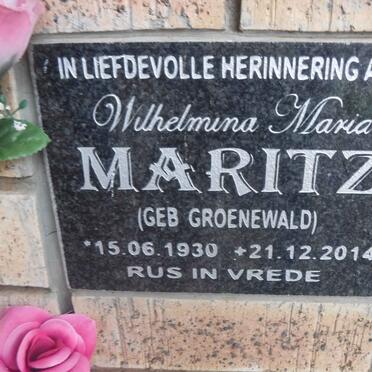 IN LIEFDEVOLLE HERINNERING A
Wilhelmina Maria
MARITZ
(GEB GROENEWALD)
*15.06.1930 +21.12.2014
RUS IN VREDE